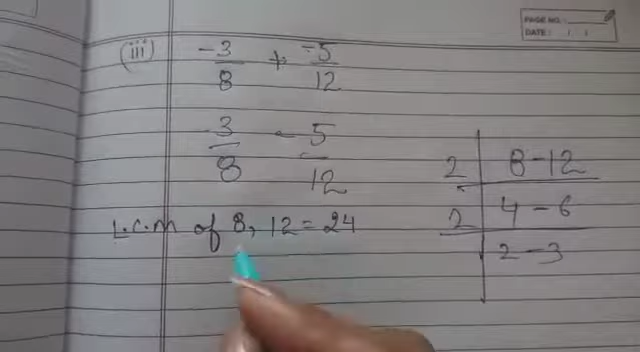 PAGE NO.:
DATE: / /
(iii) -3/8 + -5/12
-3/8 - 5/12
L.C.M of 8, 12 = 24
2 | 8 - 12
2 | 4 - 6
2 - 3